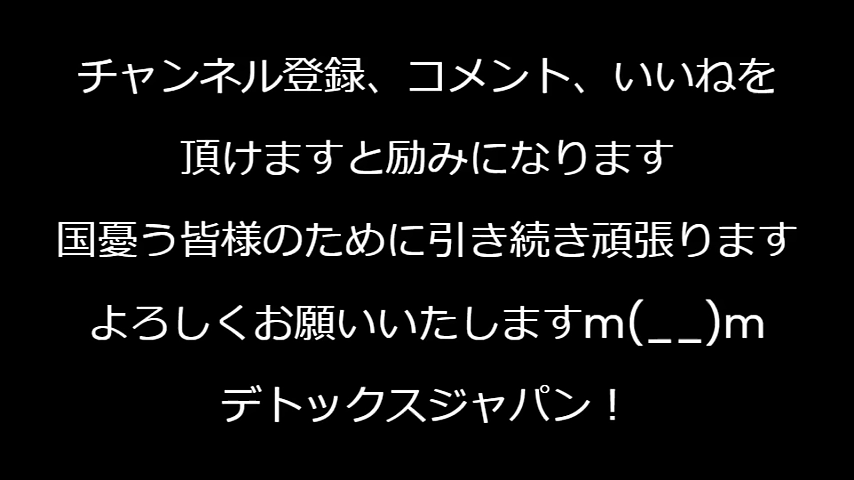 チャンネル登録、コメント、いいねを
頂けますと励みになります
国憂う皆様のために引き続き頑張ります
よろしくお願いいたしますm(__)m
デトックスジャパン！